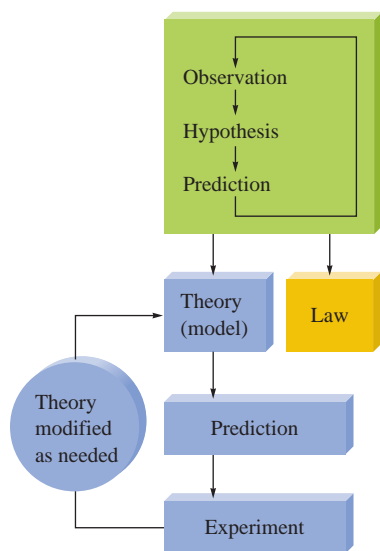 Observation
Hypothesis
Prediction
Theory
(model)
Law
Theory
modified
as needed
Prediction
Experiment